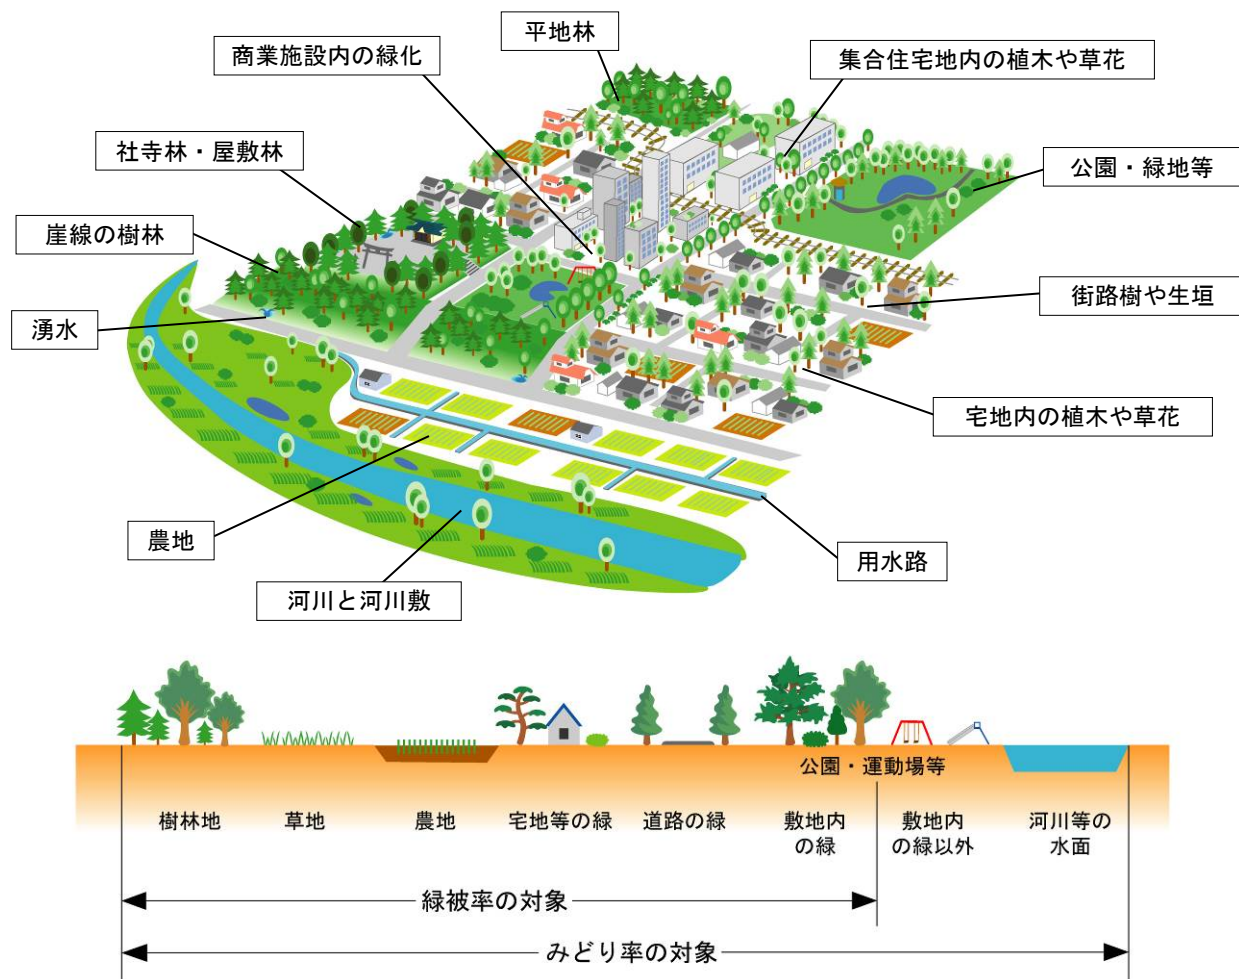 平地林
商業施設内の緑化
集合住宅地内の植木や草花
社寺林・屋敷林
公園・緑地等
崖線の樹林
街路樹や生垣
湧水
宅地内の植木や草花
農地
用水路
河川と河川敷
公園・運動場等
樹林地
草地
農地
宅地等の緑
道路の緑
敷地内
の緑
敷地内
の緑以外
河川等の
水面
緑被率の対象
みどり率の対象